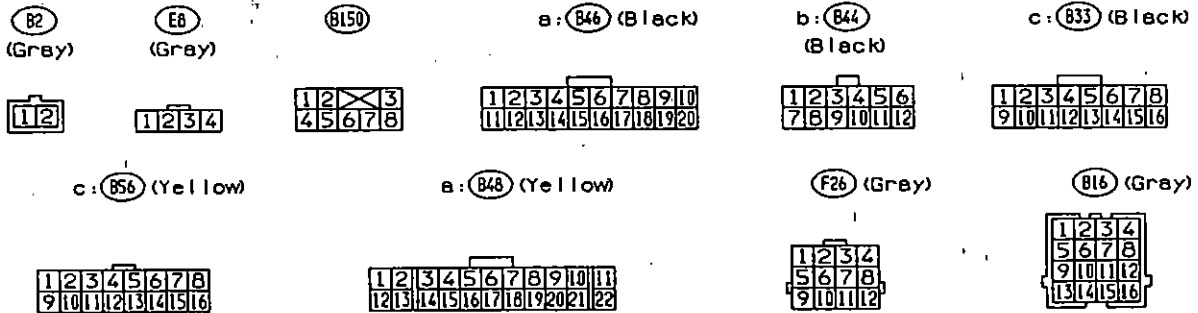 B2 E8 B150 a: B46 (Black) b: B44 c: B33 (Black)
(Gray) (Gray) (Black)
1 2
1 2 3 4
1 2 3
4 5 6 7 8
1 2 3 4 5 6 7 8 9 10
11 12 13 14 15 16 17 18 19 20
1 2 3 4 5 6
7 8 9 10 11 12
1 2 3 4 5 6 7 8
9 10 11 12 13 14 15 16
c: B56 (Yellow) a: B48 (Yellow) F26 (Gray) B16 (Gray)
1 2 3 4 5 6 7 8
9 10 11 12 13 14 15 16
1 2 3 4 5 6 7 8 9 10 11
12 13 14 15 16 17 18 19 20 21 22
1 2 3 4
5 6 7 8
9 10 11 12
1 2 3 4
5 6 7 8
9 10 11 12
13 14 15 16